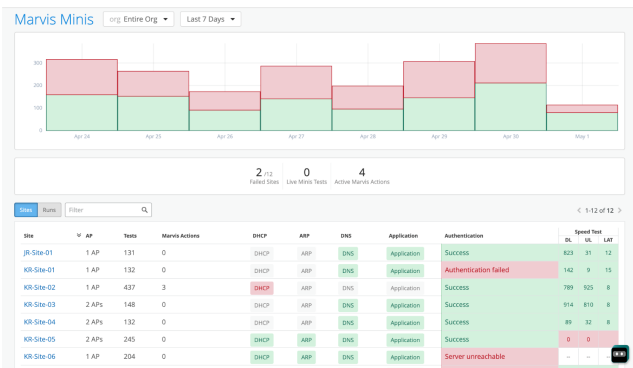 Marvis Minis org Entire Org Last 7 Days
300
200
100
0
Apr 24 Apr 25 Apr 26 Apr 27 Apr 28 Apr 29 Apr 30 May 1
2 /12 0 4
Failed Sites Live Minis Tests Active Marvis Actions
Sites Runs Filter 1-12 of 12
Speed Test
Site AP Tests Marvis Actions DHCP ARP DNS Application Authentication DL UL LAT
JR-Site-01 1 AP 131 0 DHCP ARP DNS Application Success 823 31 12
KR-Site-01 1 AP 132 0 DHCP ARP DNS Application Authentication failed 142 9 15
KR-Site-02 1 AP 437 3 DHCP ARP DNS Application Success 789 925 8
KR-Site-03 2 APs 148 0 DHCP ARP DNS Application Success 914 810 8
KR-Site-04 2 APs 132 0 DHCP ARP DNS Application Success 89 32 8
KR-Site-05 2 APs 245 0 DHCP ARP DNS Application Success 0 0
KR-Site-06 1 AP 204 0 DHCP ARP DNS Application Server unreachable -- --